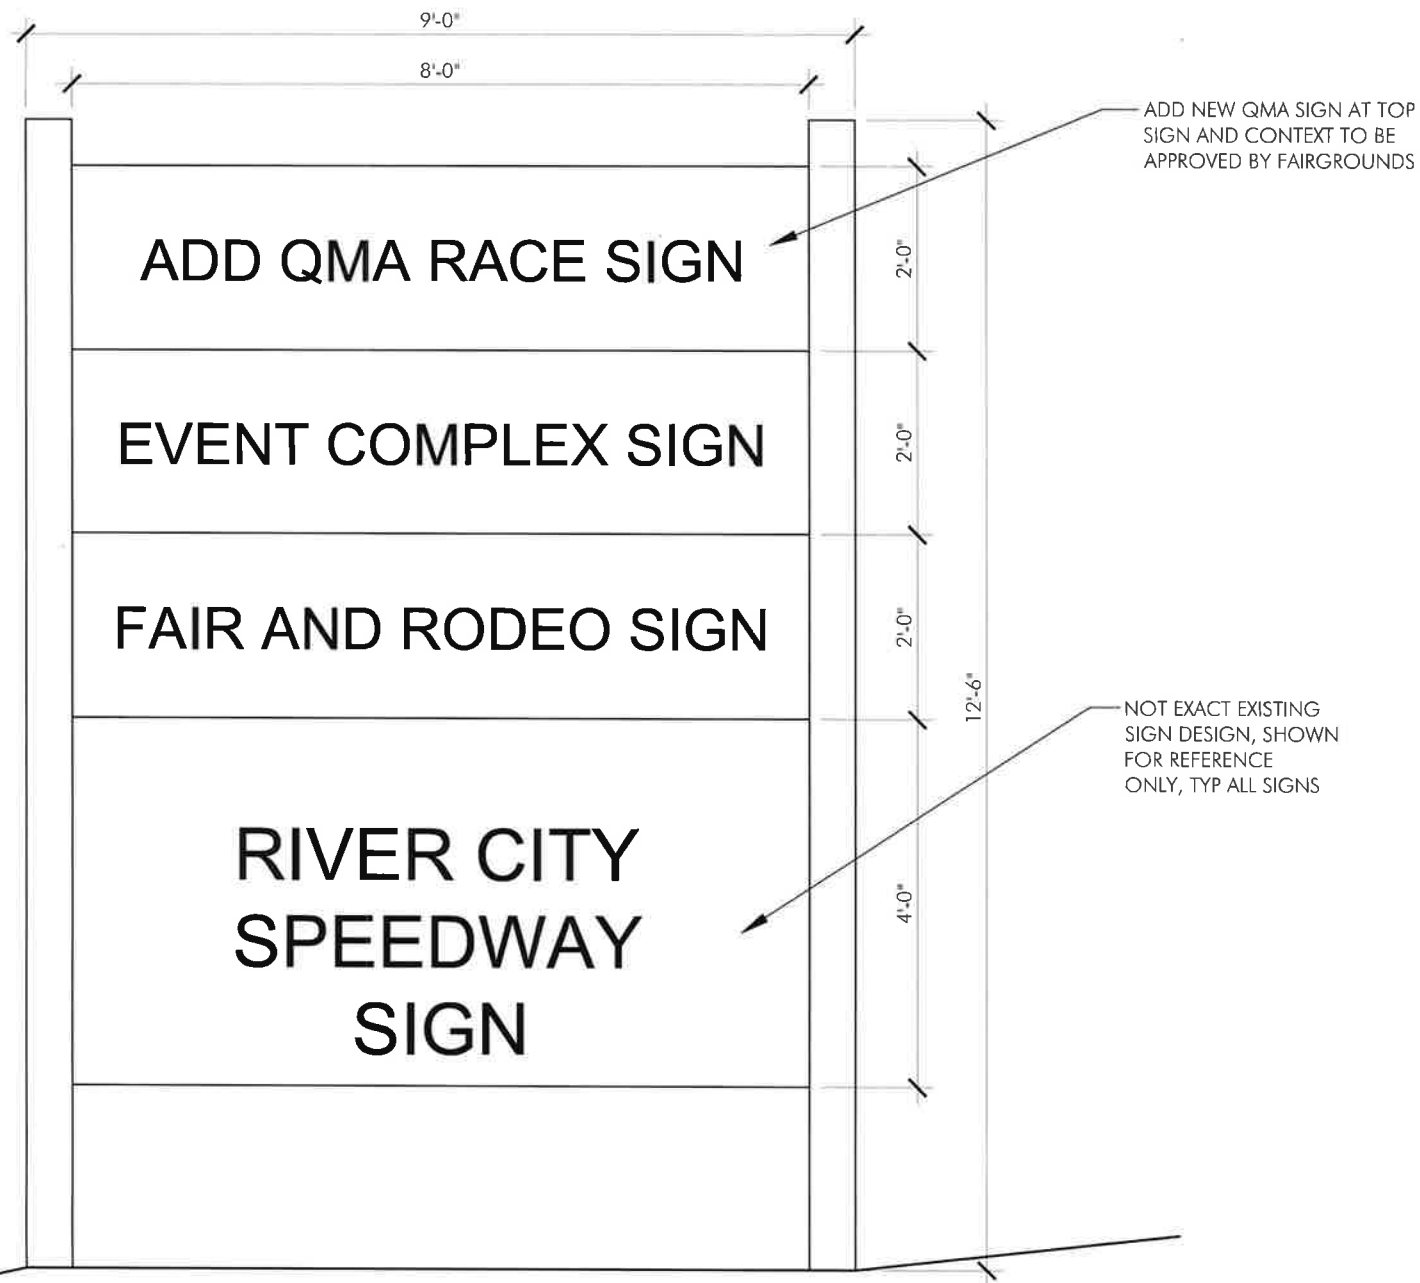 9'-0"
8'-0"
ADD NEW QMA SIGN AT TOP
SIGN AND CONTEXT TO BE
APPROVED BY FAIRGROUNDS
ADD QMA RACE SIGN
2'-0"
EVENT COMPLEX SIGN
2'-0"
FAIR AND RODEO SIGN
2'-0"
12'-6"
NOT EXACT EXISTING
SIGN DESIGN, SHOWN
FOR REFERENCE
ONLY, TYP ALL SIGNS
RIVER CITY
SPEEDWAY
SIGN
4'-0"